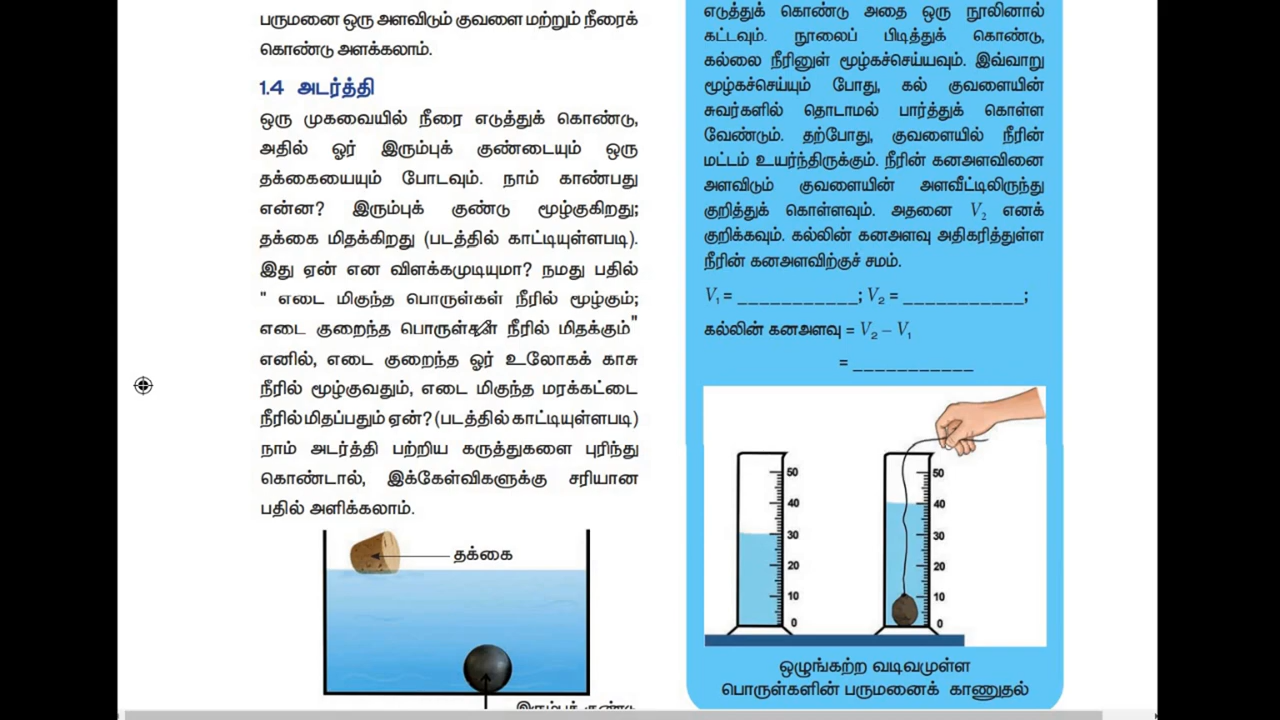 பருமனை ஒரு அளவிடும் குவளை மற்றும் நீரைக்
கொண்டு அளக்கலாம்.
1.4 அடர்த்தி
ஒரு முகவையில் நீரை எடுத்துக் கொண்டு,
அதில் ஓர் இரும்புக் குண்டையும் ஒரு
தக்கையையும் போடவும். நாம் காண்பது
என்ன? இரும்புக் குண்டு மூழ்குகிறது;
தக்கை மிதக்கிறது (படத்தில் காட்டியுள்ளபடி).
இது ஏன் என விளக்கமுடியுமா? நமது பதில்
" எடை மிகுந்த பொருள்கள் நீரில் மூழ்கும்;
எடை குறைந்த பொருள்கள் நீரில் மிதக்கும்"
எனில், எடை குறைந்த ஓர் உலோகக் காசு
நீரில் மூழ்குவதும், எடை மிகுந்த மரக்கட்டை
நீரில் மிதப்பதும் ஏன்? (படத்தில் காட்டியுள்ளபடி)
நாம் அடர்த்தி பற்றிய கருத்துகளை புரிந்து
கொண்டால், இக்கேள்விகளுக்கு சரியான
பதில் அளிக்கலாம்.
தக்கை
இரும்புக் குண்டு
எடுத்துக் கொண்டு அதை ஒரு நூலினால்
கட்டவும். நூலைப் பிடித்துக் கொண்டு,
கல்லை நீரினுள் மூழ்கச்செய்யவும். இவ்வாறு
மூழ்கச்செய்யும் போது, கல் குவளையின்
சுவர்களில் தொடாமல் பார்த்துக் கொள்ள
வேண்டும். தற்போது, குவளையில் நீரின்
மட்டம் உயர்ந்திருக்கும். நீரின் கனஅளவினை
அளவிடும் குவளையின் அளவீட்டிலிருந்து
குறித்துக் கொள்ளவும். அதனை V₂ எனக்
குறிக்கவும். கல்லின் கனஅளவு அதிகரித்துள்ள
நீரின் கனஅளவிற்குச் சமம்.
V₁ = ___________; V₂ = ___________;
கல்லின் கனஅளவு = V₂ – V₁
= ___________
50
40
30
20
10
0
50
40
30
20
10
0
ஒழுங்கற்ற வடிவமுள்ள
பொருள்களின் பருமனைக் காணுதல்